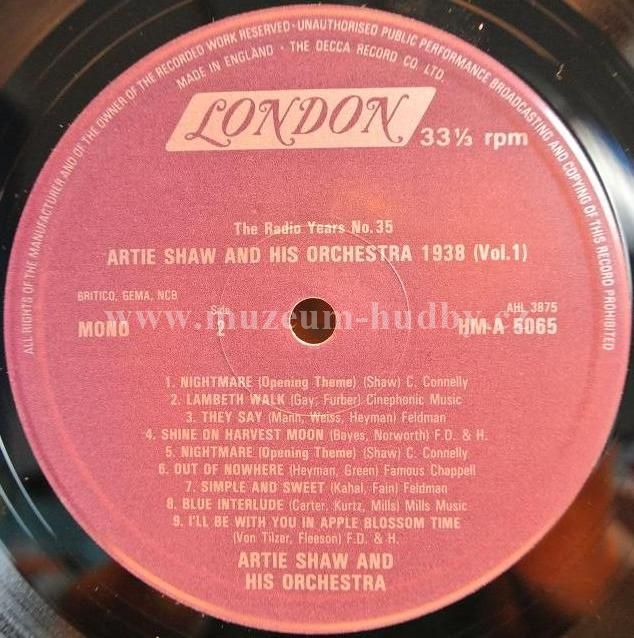 ALL RIGHTS OF THE MANUFACTURER AND OF THE OWNER OF THE RECORDED WORK RESERVED · UNAUTHORISED PUBLIC PERFORMANCE BROADCASTING AND COPYING OF THIS RECORD PROHIBITED
MADE IN ENGLAND · THE DECCA RECORD CO. LTD.
LONDON
33⅓ rpm
The Radio Years No.35
ARTIE SHAW AND HIS ORCHESTRA 1938 (Vol.1)
BRITICO, GEMA, NCB
Side
AHL 3875
MONO
2
HM-A 5065
www.muzeum-hudby.cz
1. NIGHTMARE (Opening Theme) (Shaw) C. Connelly
2. LAMBETH WALK (Gay; Furber) Cinephonic Music
3. THEY SAY (Mann, Weiss, Heyman) Feldman
4. SHINE ON HARVEST MOON (Bayes, Norworth) F.D. & H.
5. NIGHTMARE (Opening Theme) (Shaw) C. Connelly
6. OUT OF NOWHERE (Heyman, Green) Famous Chappell
7. SIMPLE AND SWEET (Kahal, Fain) Feldman
8. BLUE INTERLUDE (Carter, Kurtz, Mills) Mills Music
9. I'LL BE WITH YOU IN APPLE BLOSSOM TIME
(Von Tilzer, Fleeson) F.D. & H.
ARTIE SHAW AND
HIS ORCHESTRA